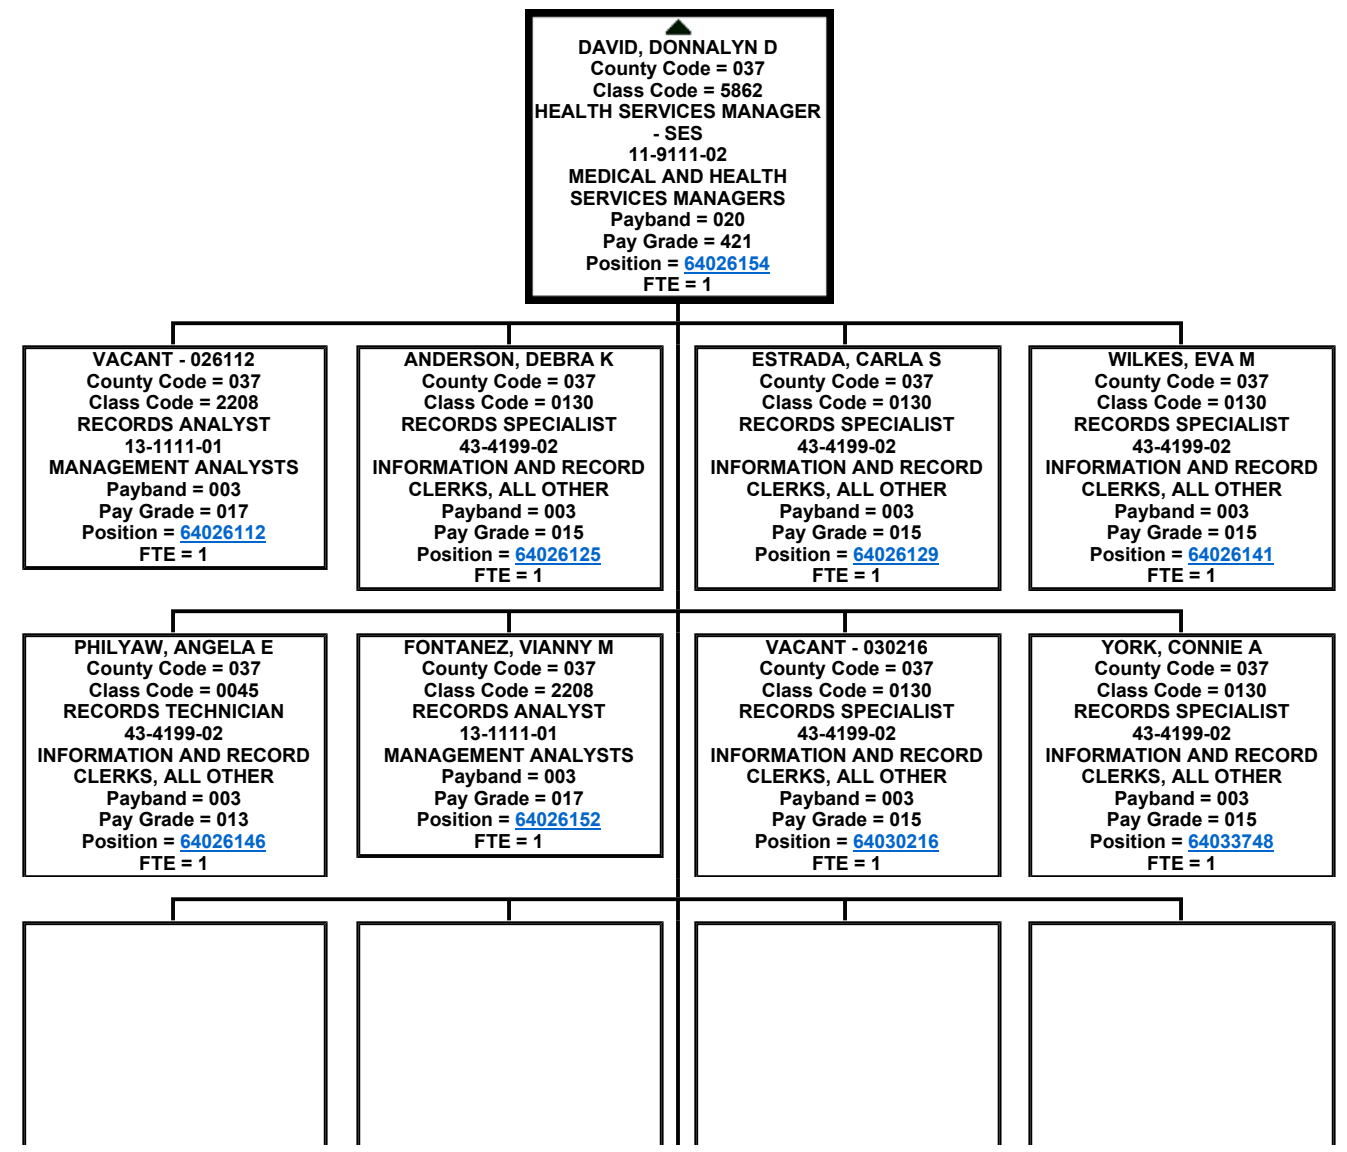 DAVID, DONNALYN D
County Code = 037
Class Code = 5862
HEALTH SERVICES MANAGER
- SES
11-9111-02
MEDICAL AND HEALTH
SERVICES MANAGERS
Payband = 020
Pay Grade = 421
Position = 64026154
FTE = 1
VACANT - 026112
County Code = 037
Class Code = 2208
RECORDS ANALYST
13-1111-01
MANAGEMENT ANALYSTS
Payband = 003
Pay Grade = 017
Position = 64026112
FTE = 1
ANDERSON, DEBRA K
County Code = 037
Class Code = 0130
RECORDS SPECIALIST
43-4199-02
INFORMATION AND RECORD
CLERKS, ALL OTHER
Payband = 003
Pay Grade = 015
Position = 64026125
FTE = 1
ESTRADA, CARLA S
County Code = 037
Class Code = 0130
RECORDS SPECIALIST
43-4199-02
INFORMATION AND RECORD
CLERKS, ALL OTHER
Payband = 003
Pay Grade = 015
Position = 64026129
FTE = 1
WILKES, EVA M
County Code = 037
Class Code = 0130
RECORDS SPECIALIST
43-4199-02
INFORMATION AND RECORD
CLERKS, ALL OTHER
Payband = 003
Pay Grade = 015
Position = 64026141
FTE = 1
PHILYAW, ANGELA E
County Code = 037
Class Code = 0045
RECORDS TECHNICIAN
43-4199-02
INFORMATION AND RECORD
CLERKS, ALL OTHER
Payband = 003
Pay Grade = 013
Position = 64026146
FTE = 1
FONTANEZ, VIANNY M
County Code = 037
Class Code = 2208
RECORDS ANALYST
13-1111-01
MANAGEMENT ANALYSTS
Payband = 003
Pay Grade = 017
Position = 64026152
FTE = 1
VACANT - 030216
County Code = 037
Class Code = 0130
RECORDS SPECIALIST
43-4199-02
INFORMATION AND RECORD
CLERKS, ALL OTHER
Payband = 003
Pay Grade = 015
Position = 64030216
FTE = 1
YORK, CONNIE A
County Code = 037
Class Code = 0130
RECORDS SPECIALIST
43-4199-02
INFORMATION AND RECORD
CLERKS, ALL OTHER
Payband = 003
Pay Grade = 015
Position = 64033748
FTE = 1